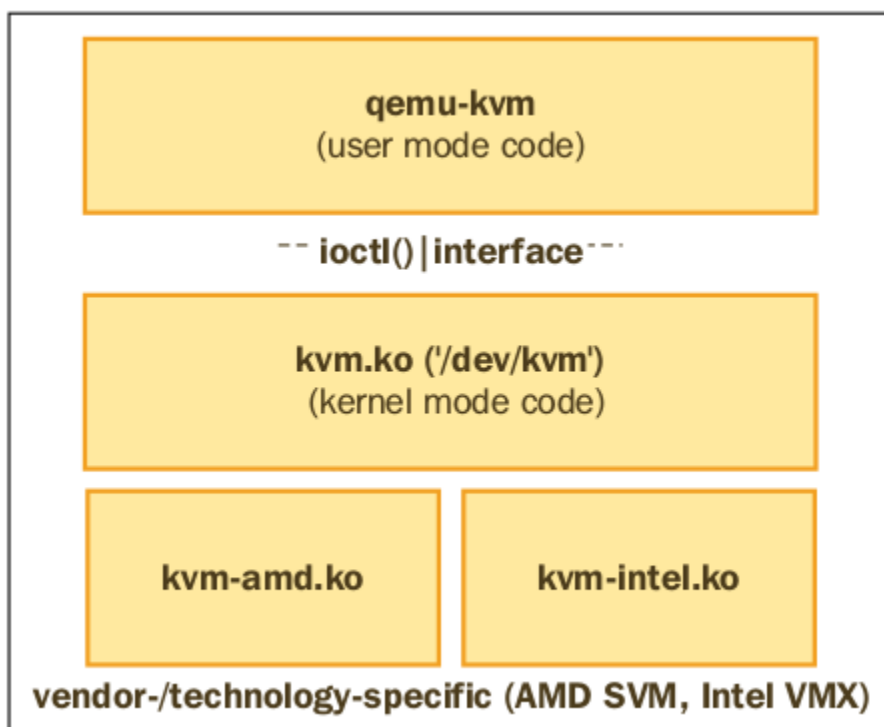 qemu-kvm
(user mode code)
ioctl()|interface
kvm.ko ('/dev/kvm')
(kernel mode code)
kvm-amd.ko
kvm-intel.ko
vendor-/technology-specific (AMD SVM, Intel VMX)